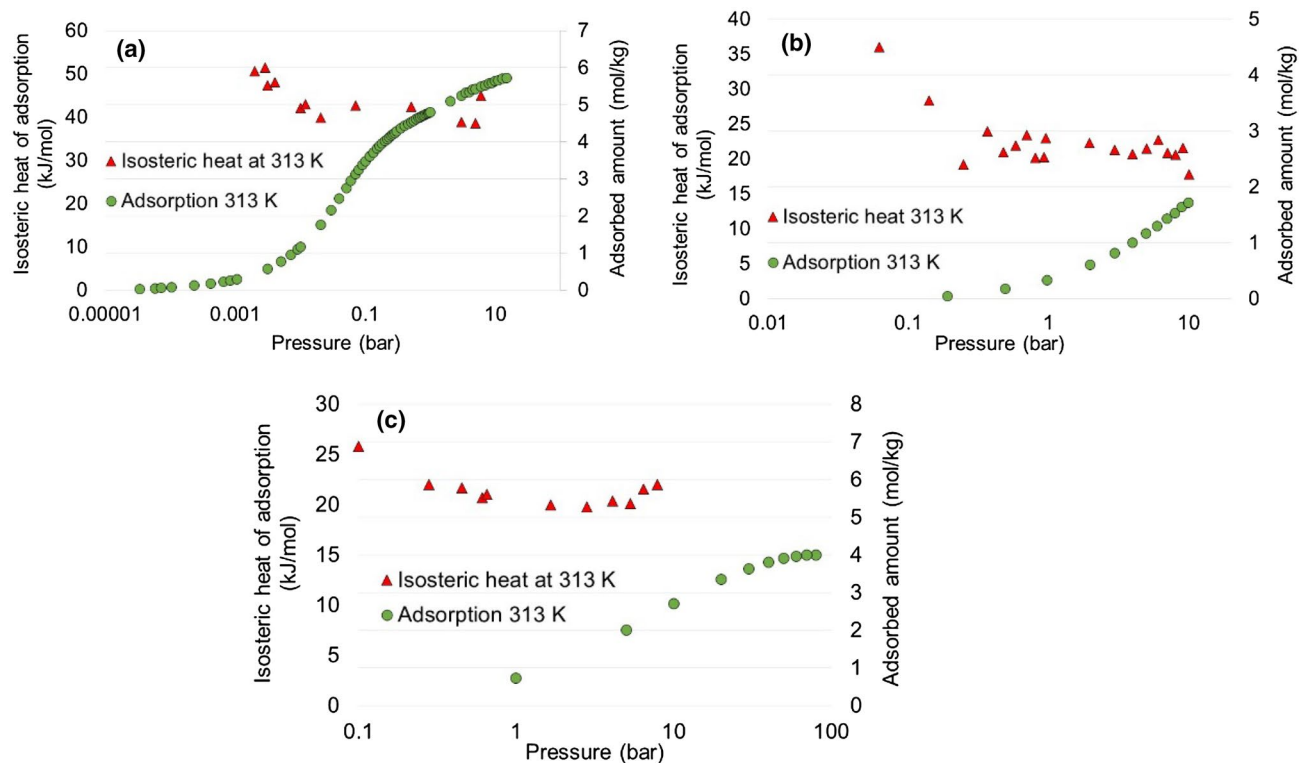 (a)
Isosteric heat of adsorption
(kJ/mol)
60
50
40
30
20
10
0
Isosteric heat at 313 K
Adsorption 313 K
7
6
5
4
3
2
1
0
Adsorbed amount (mol/kg)
0.00001
0.001
0.1
10
Pressure (bar)
(b)
Isosteric heat of adsorption
(kJ/mol)
40
35
30
25
20
15
10
5
0
Isosteric heat 313 K
Adsorption 313 K
5
4
3
2
1
0
Adsorbed amount (mol/kg)
0.01
0.1
1
10
Pressure (bar)
(c)
Isosteric heat of adsorption
(kJ/mol)
30
25
20
15
10
5
0
Isosteric heat at 313 K
Adsorption 313 K
8
7
6
5
4
3
2
1
0
Adsorbed amount (mol/kg)
0.1
1
10
100
Pressure (bar)